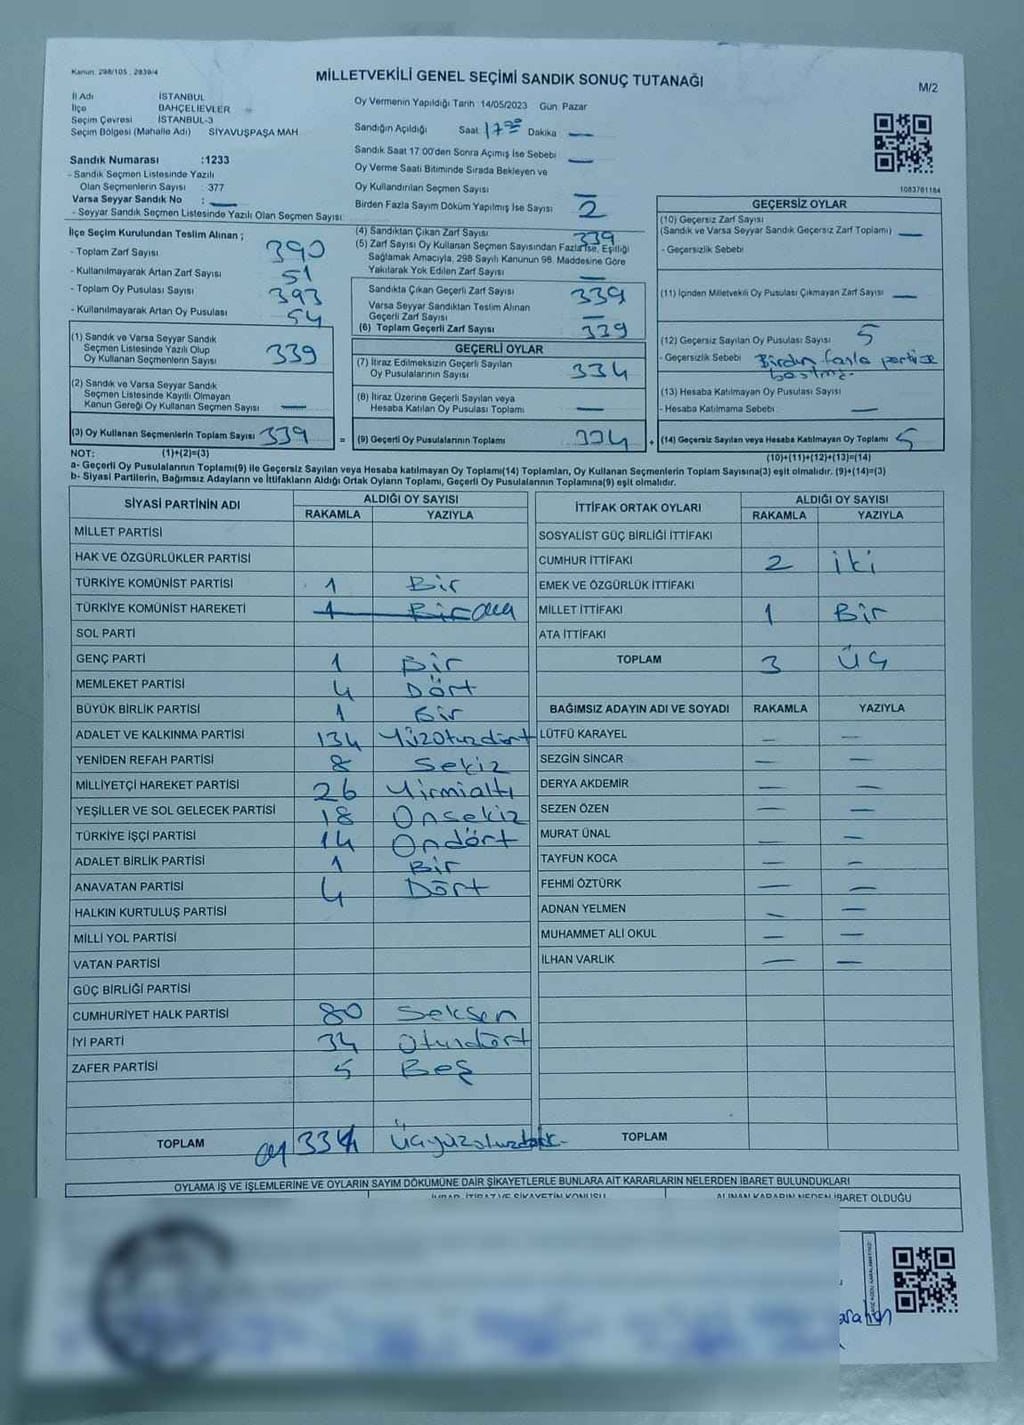 Kanun: 298/105, 2839/4
MİLLETVEKİLİ GENEL SEÇİMİ SANDIK SONUÇ TUTANAĞI
M/2
İl Adı İSTANBUL
İlçe BAHÇELİEVLER
Seçim Çevresi İSTANBUL-3
Seçim Bölgesi (Mahalle Adı) SİYAVUŞPAŞA MAH
Sandık Numarası :1233
- Sandık Seçmen Listesinde Yazılı
Olan Seçmenlerin Sayısı : 377
Varsa Seyyar Sandık No : —
- Seyyar Sandık Seçmen Listesinde Yazılı Olan Seçmen Sayısı:
Oy Vermenin Yapıldığı Tarih 14/05/2023 Gün Pazar
Sandığın Açıldığı Saat 17:00 Dakika —
Sandık Saat 17:00'den Sonra Açımış İse Sebebi —
Oy Verme Saati Bitiminde Sırada Bekleyen ve
Oy Kullandırılan Seçmen Sayısı —
Birden Fazla Sayım Döküm Yapılmış İse Sayısı 2
1083761184
İlçe Seçim Kurulundan Teslim Alınan ;
- Toplam Zarf Sayısı 390
- Kullanılmayarak Artan Zarf Sayısı 51
- Toplam Oy Pusulası Sayısı 393
- Kullanılmayarak Artan Oy Pusulası 54
(4) Sandıktan Çıkan Zarf Sayısı 339
(5) Zarf Sayısı Oy Kullanan Seçmen Sayısından Fazla İse, Eşitliği
Sağlamak Amacıyla, 298 Sayılı Kanunun 98. Maddesine Göre
Yakılarak Yok Edilen Zarf Sayısı —
Sandıkta Çıkan Geçerli Zarf Sayısı 339
Varsa Seyyar Sandıktan Teslim Alınan
Geçerli Zarf Sayısı —
(6) Toplam Geçerli Zarf Sayısı 339
GEÇERSİZ OYLAR
(10) Geçersiz Zarf Sayısı
(Sandık ve Varsa Seyyar Sandık Geçersiz Zarf Toplamı) —
- Geçersizlik Sebebi
(11) İçinden Milletvekili Oy Pusulası Çıkmayan Zarf Sayısı —
(12) Geçersiz Sayılan Oy Pusulası Sayısı 5
- Geçersizlik Sebebi Birden fazla partiye
basılmış.
(13) Hesaba Katılmayan Oy Pusulası Sayısı
- Hesaba Katılmama Sebebi —
(1) Sandık ve Varsa Seyyar Sandık
Seçmen Listesinde Yazılı Olup
Oy Kullanan Seçmenlerin Sayısı 339
(2) Sandık ve Varsa Seyyar Sandık
Seçmen Listesinde Kayıtlı Olmayan
Kanun Gereği Oy Kullanan Seçmen Sayısı —
GEÇERLİ OYLAR
(7) İtiraz Edilmeksizin Geçerli Sayılan
Oy Pusulalarının Sayısı 334
(8) İtiraz Üzerine Geçerli Sayılan veya
Hesaba Katılan Oy Pusulası Toplamı —
(3) Oy Kullanan Seçmenlerin Toplam Sayısı 339 = (9) Geçerli Oy Pusulalarının Toplamı 334 + (14) Geçersiz Sayılan veya Hesaba Katılmayan Oy Toplamı 5
NOT: (1)+(2)=(3) (10)+(11)+(12)+(13)=(14)
a- Geçerli Oy Pusulalarının Toplamı(9) ile Geçersiz Sayılan veya Hesaba katılmayan Oy Toplamı(14) Toplamları, Oy Kullanan Seçmenlerin Toplam Sayısına(3) eşit olmalıdır. (9)+(14)=(3)
b- Siyasi Partilerin, Bağımsız Adayların ve İttifakların Aldığı Ortak Oyların Toplamı, Geçerli Oy Pusulalarının Toplamına(9) eşit olmalıdır.
SİYASİ PARTİNİN ADI ALDIĞI OY SAYISI
RAKAMLA YAZIYLA
MİLLET PARTİSİ
HAK VE ÖZGÜRLÜKLER PARTİSİ
TÜRKİYE KOMÜNİST PARTİSİ 1 Bir
TÜRKİYE KOMÜNİST HAREKETİ 1 Bir
SOL PARTİ
GENÇ PARTİ 1 Bir
MEMLEKET PARTİSİ 4 Dört
BÜYÜK BİRLİK PARTİSİ 1 Bir
ADALET VE KALKINMA PARTİSİ 134 Yüzotuzdört
YENİDEN REFAH PARTİSİ 8 Sekiz
MİLLİYETÇİ HAREKET PARTİSİ 26 Yirmialtı
YEŞİLLER VE SOL GELECEK PARTİSİ 18 Onsekiz
TÜRKİYE İŞÇİ PARTİSİ 14 Ondört
ADALET BİRLİK PARTİSİ 1 Bir
ANAVATAN PARTİSİ 4 Dört
HALKIN KURTULUŞ PARTİSİ
MİLLİ YOL PARTİSİ
VATAN PARTİSİ
GÜÇ BİRLİĞİ PARTİSİ
CUMHURİYET HALK PARTİSİ 80 Seksen
İYİ PARTİ 34 Otuzdört
ZAFER PARTİSİ 5 Beş
TOPLAM 334 Üçyüzotuzdört
İTTİFAK ORTAK OYLARI ALDIĞI OY SAYISI
RAKAMLA YAZIYLA
SOSYALİST GÜÇ BİRLİĞİ İTTİFAKI
CUMHUR İTTİFAKI 2 İki
EMEK VE ÖZGÜRLÜK İTTİFAKI
MİLLET İTTİFAKI 1 Bir
ATA İTTİFAKI
TOPLAM 3 Üç
BAĞIMSIZ ADAYIN ADI VE SOYADI RAKAMLA YAZIYLA
LÜTFÜ KARAYEL — —
SEZGİN SİNCAR — —
DERYA AKDEMİR — —
SEZEN ÖZEN — —
MURAT ÜNAL —
TAYFUN KOCA — —
FEHMİ ÖZTÜRK — —
ADNAN YELMEN — —
MUHAMMET ALİ OKUL — —
İLHAN VARLIK — —
TOPLAM
OYLAMA İŞ VE İŞLEMLERİNE VE OYLARIN SAYIM DÖKÜMÜNE DAİR ŞİKAYETLERLE BUNLARA AİT KARARLARIN NELERDEN İBARET BULUNDUKLARI
İHBAR, İTİRAZ VE ŞİKAYETİN KONUSU ALINAN KARARIN NEDEN İBARET OLDUĞU